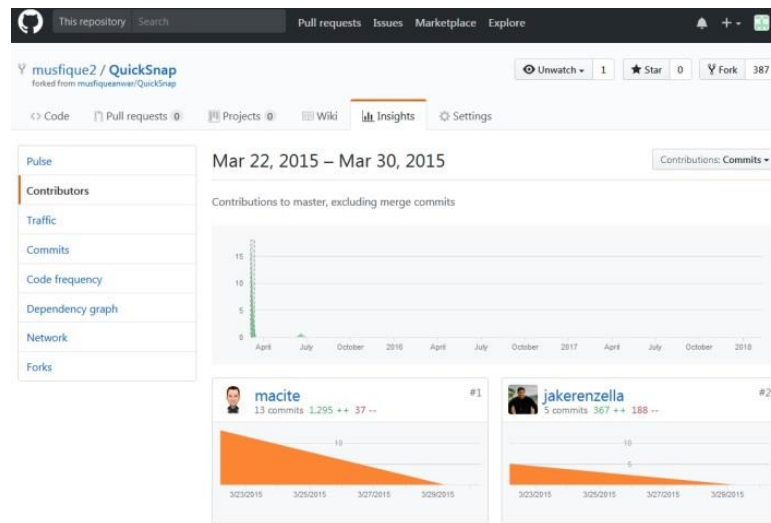 This repository Search Pull requests Issues Marketplace Explore
musfique2 / QuickSnap
forked from musfiqueanwar/QuickSnap
Unwatch 1 Star 0 Fork 387
Code Pull requests 0 Projects 0 Wiki Insights Settings
Pulse
Contributors
Traffic
Commits
Code frequency
Dependency graph
Network
Forks
Mar 22, 2015 – Mar 30, 2015
Contributions: Commits
Contributions to master, excluding merge commits
15
10
5
0
April July October 2016 April July October 2017 April July October 2018
macite #1
13 commits 1,295 ++ 37 --
10
3/23/2015 3/25/2015 3/27/2015 3/29/2015
jakerenzella #2
5 commits 367 ++ 188 --
10
5
3/23/2015 3/25/2015 3/27/2015 3/29/2015